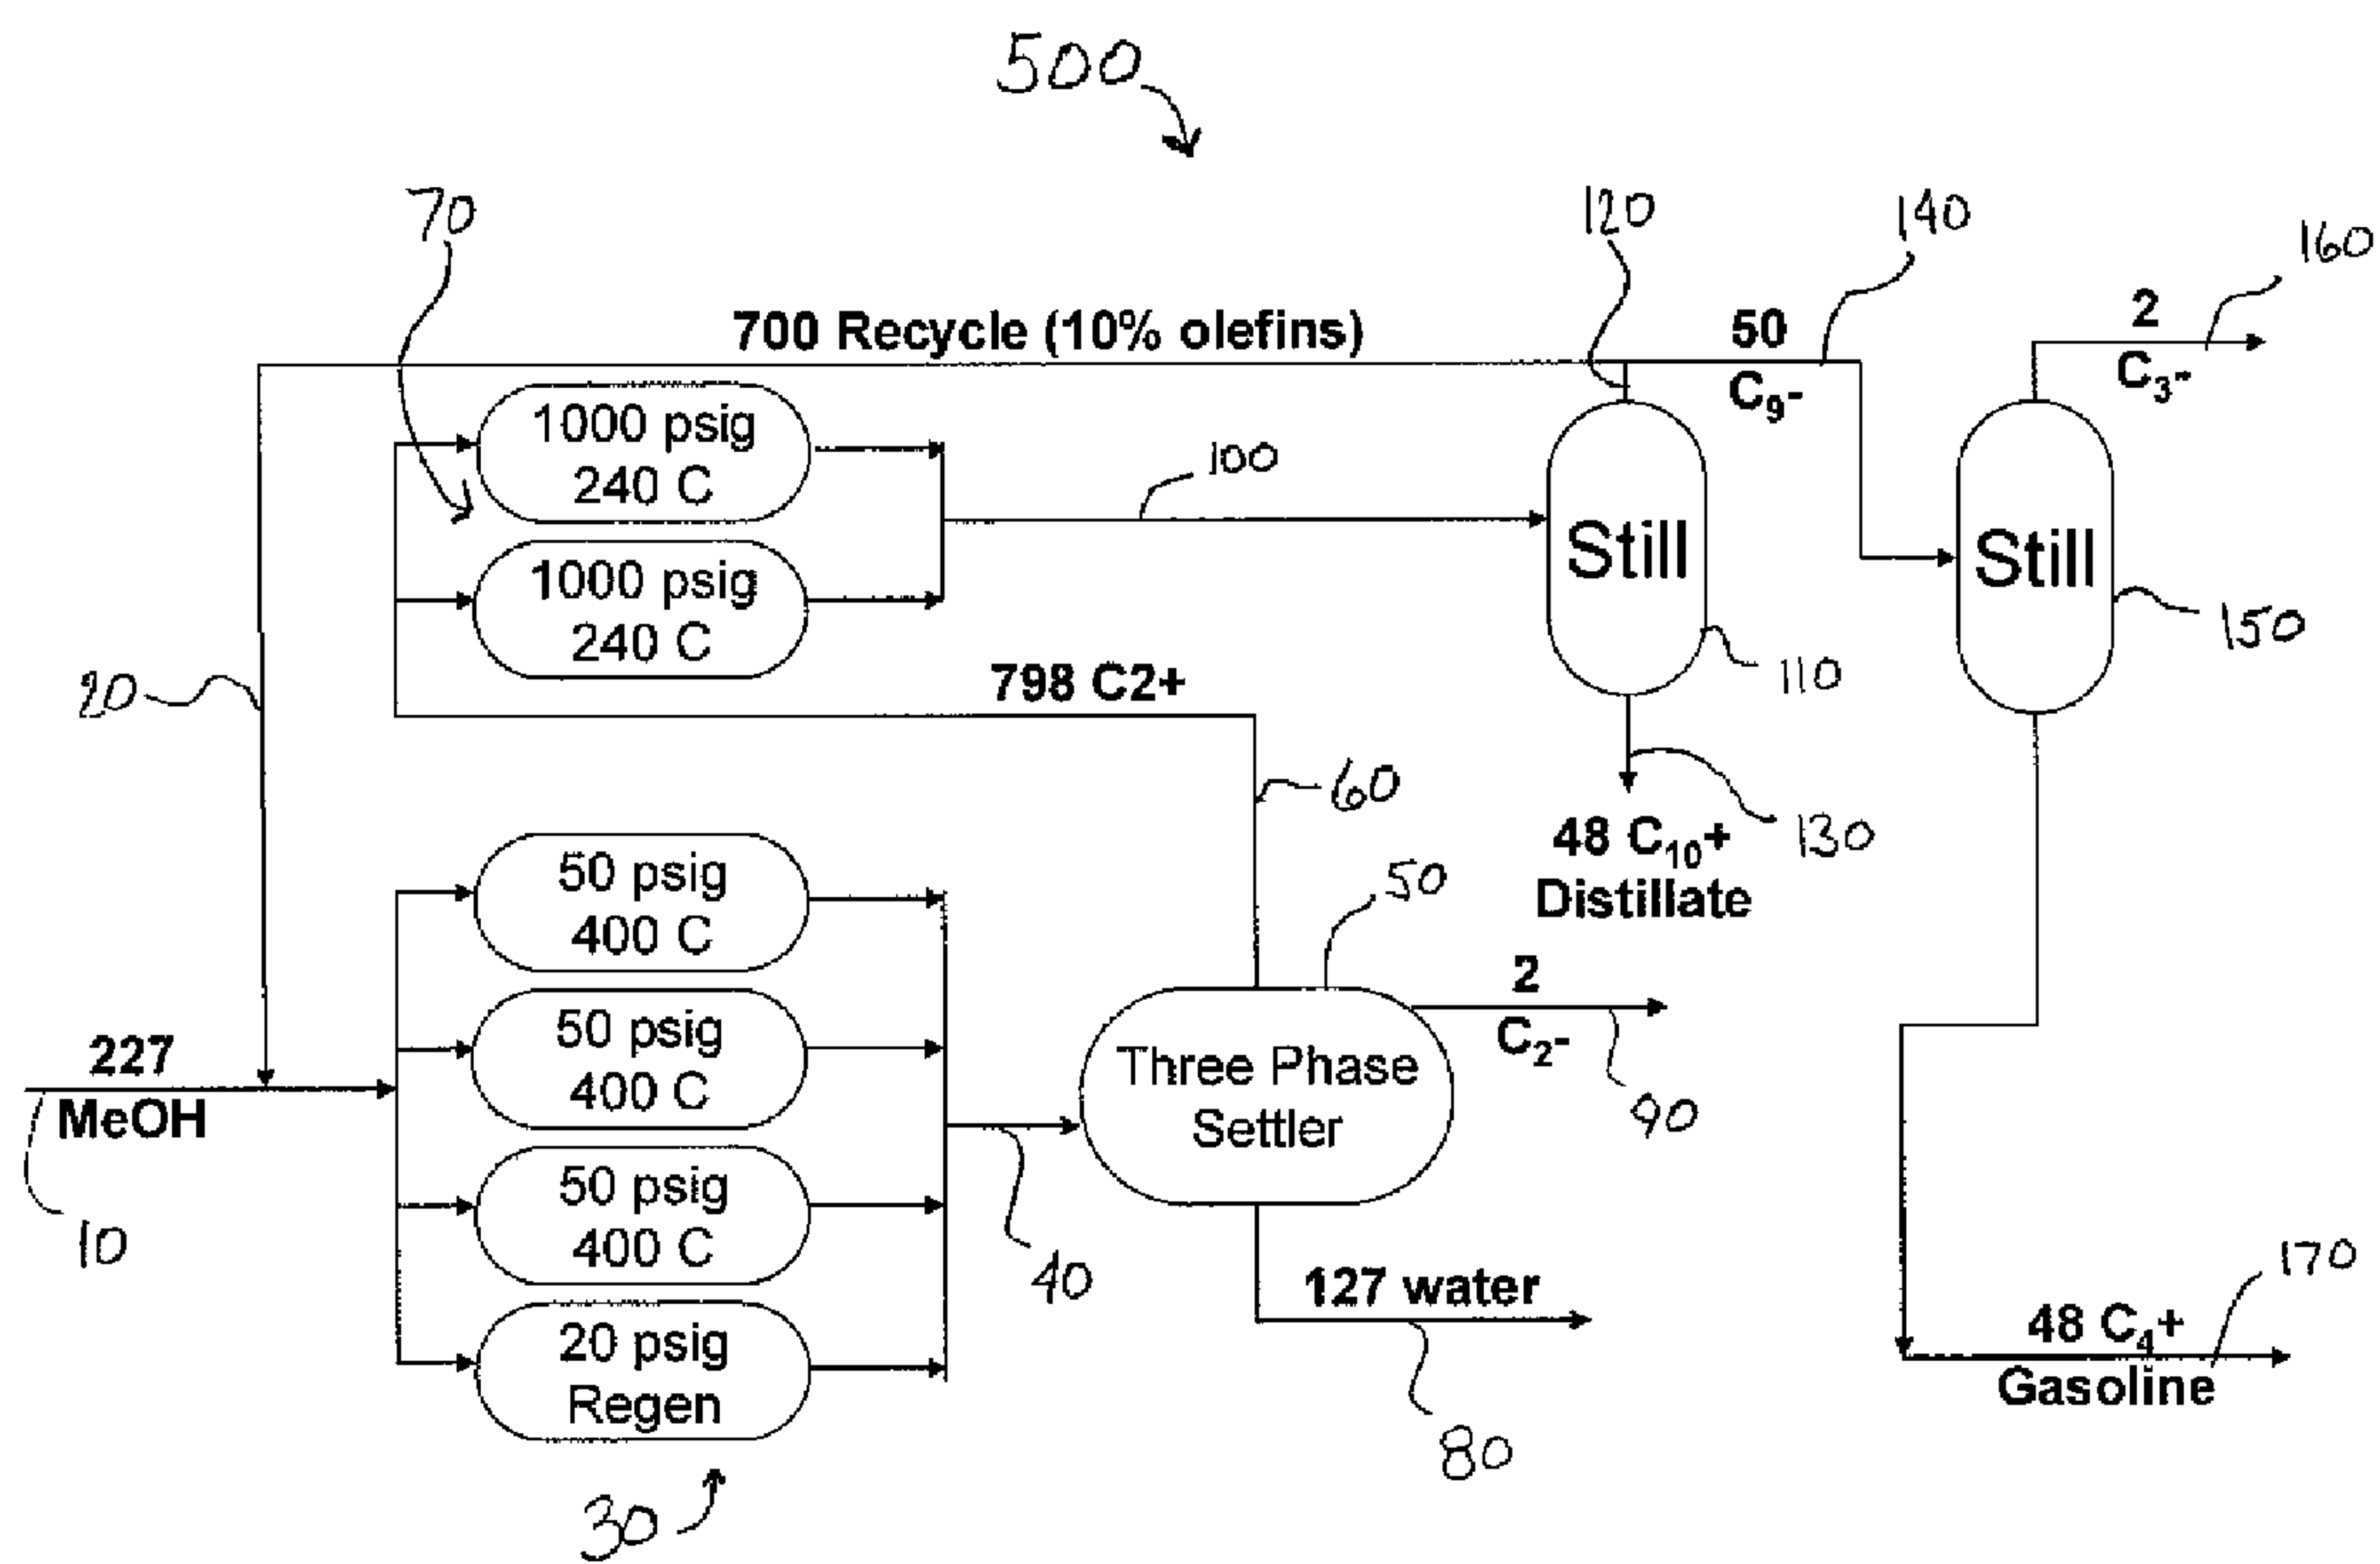 500
70
120
140
160
700 Recycle (10% olefins)
50
C₉-
2
C₃-
1000 psig
240 C
100
Still
Still
1000 psig
240 C
150
110
20
798 C2+
60
48 C₁₀+
Distillate
130
50 psig
400 C
50
2
C₂-
90
50 psig
400 C
Three Phase
Settler
227
MeOH
10
50 psig
400 C
40
127 water
80
170
48 C₄+
Gasoline
20 psig
Regen
30